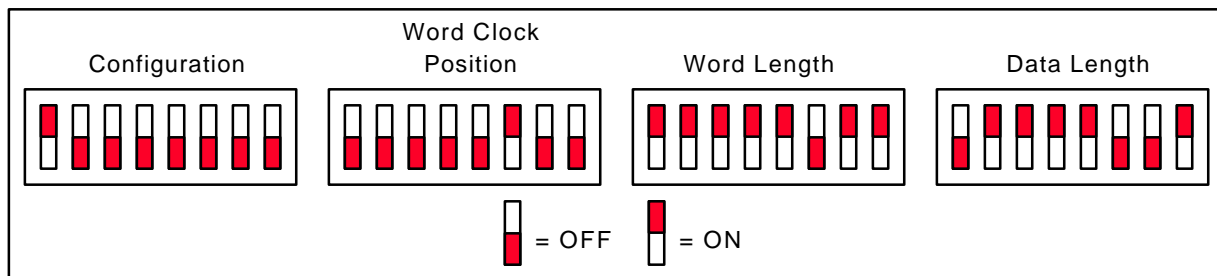 Configuration
Word Clock
Position
Word Length
Data Length
= OFF
= ON